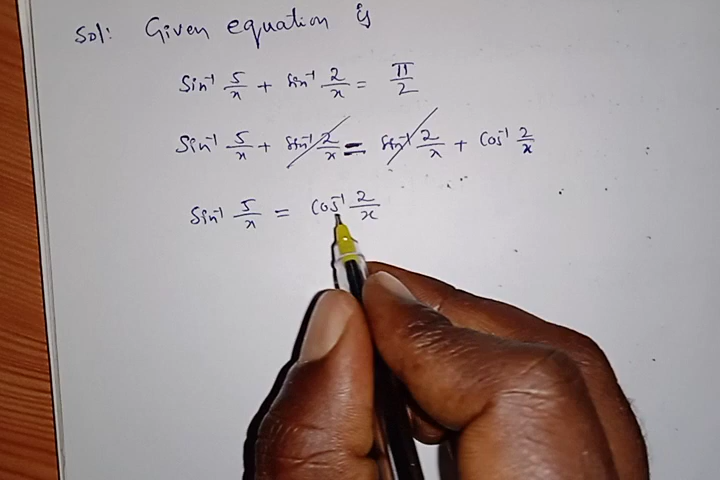 Sol: Given equation is
Sin⁻¹ 5/x + sin⁻¹ 2/x = π/2
Sin⁻¹ 5/x + sin⁻¹ 2/x = sin⁻¹ 2/x + Cos⁻¹ 2/x
Sin⁻¹ 5/x = Cos⁻¹ 2/x